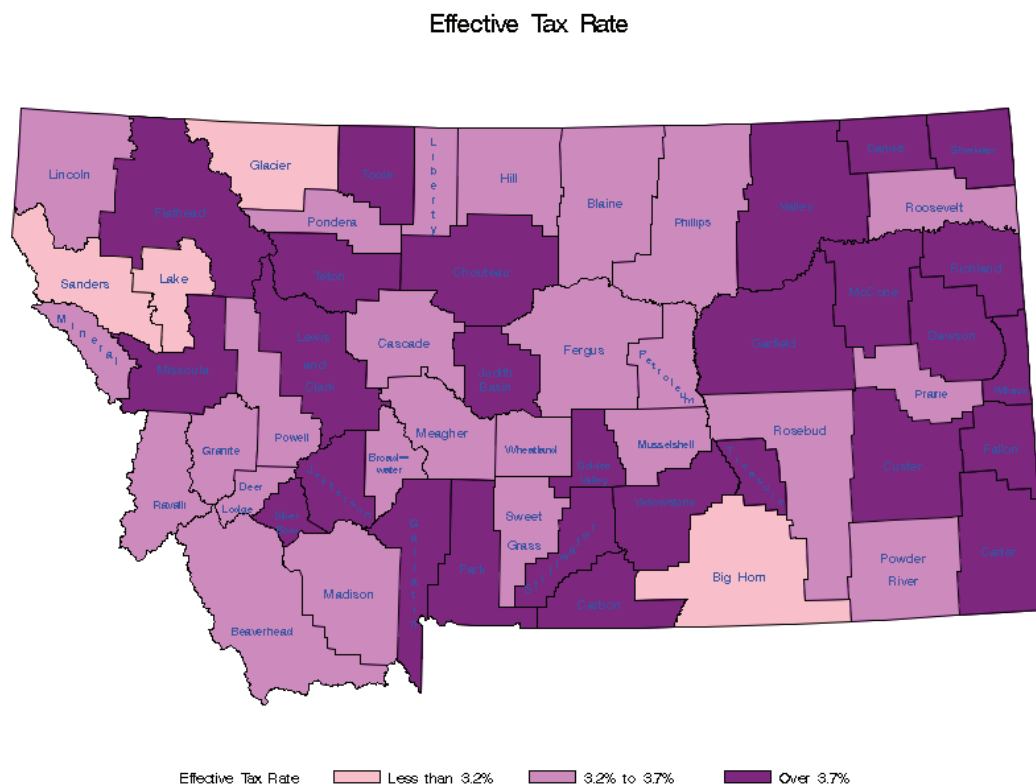 Effective Tax Rate
Lincoln
Flathead
Glacier
Toole
Liberty
Hill
Blaine
Phillips
Valley
Daniels
Sheridan
Roosevelt
Pondera
Teton
Chouteau
Richland
McCone
Sanders
Lake
Mineral
Missoula
Lewis
and
Clark
Cascade
Judith
Basin
Fergus
Petroleum
Garfield
Dawson
Prairie
Wibaux
Granite
Powell
Broad-
water
Meagher
Wheatland
Golden
Valley
Musselshell
Rosebud
Treasure
Custer
Fallon
Ravalli
Deer
Lodge
Silver
Bow
Jefferson
Gallatin
Park
Sweet
Grass
Stillwater
Yellowstone
Carbon
Big Horn
Powder
River
Carter
Madison
Beaverhead
Effective Tax Rate Less than 3.2% 3.2% to 3.7% Over 3.7%